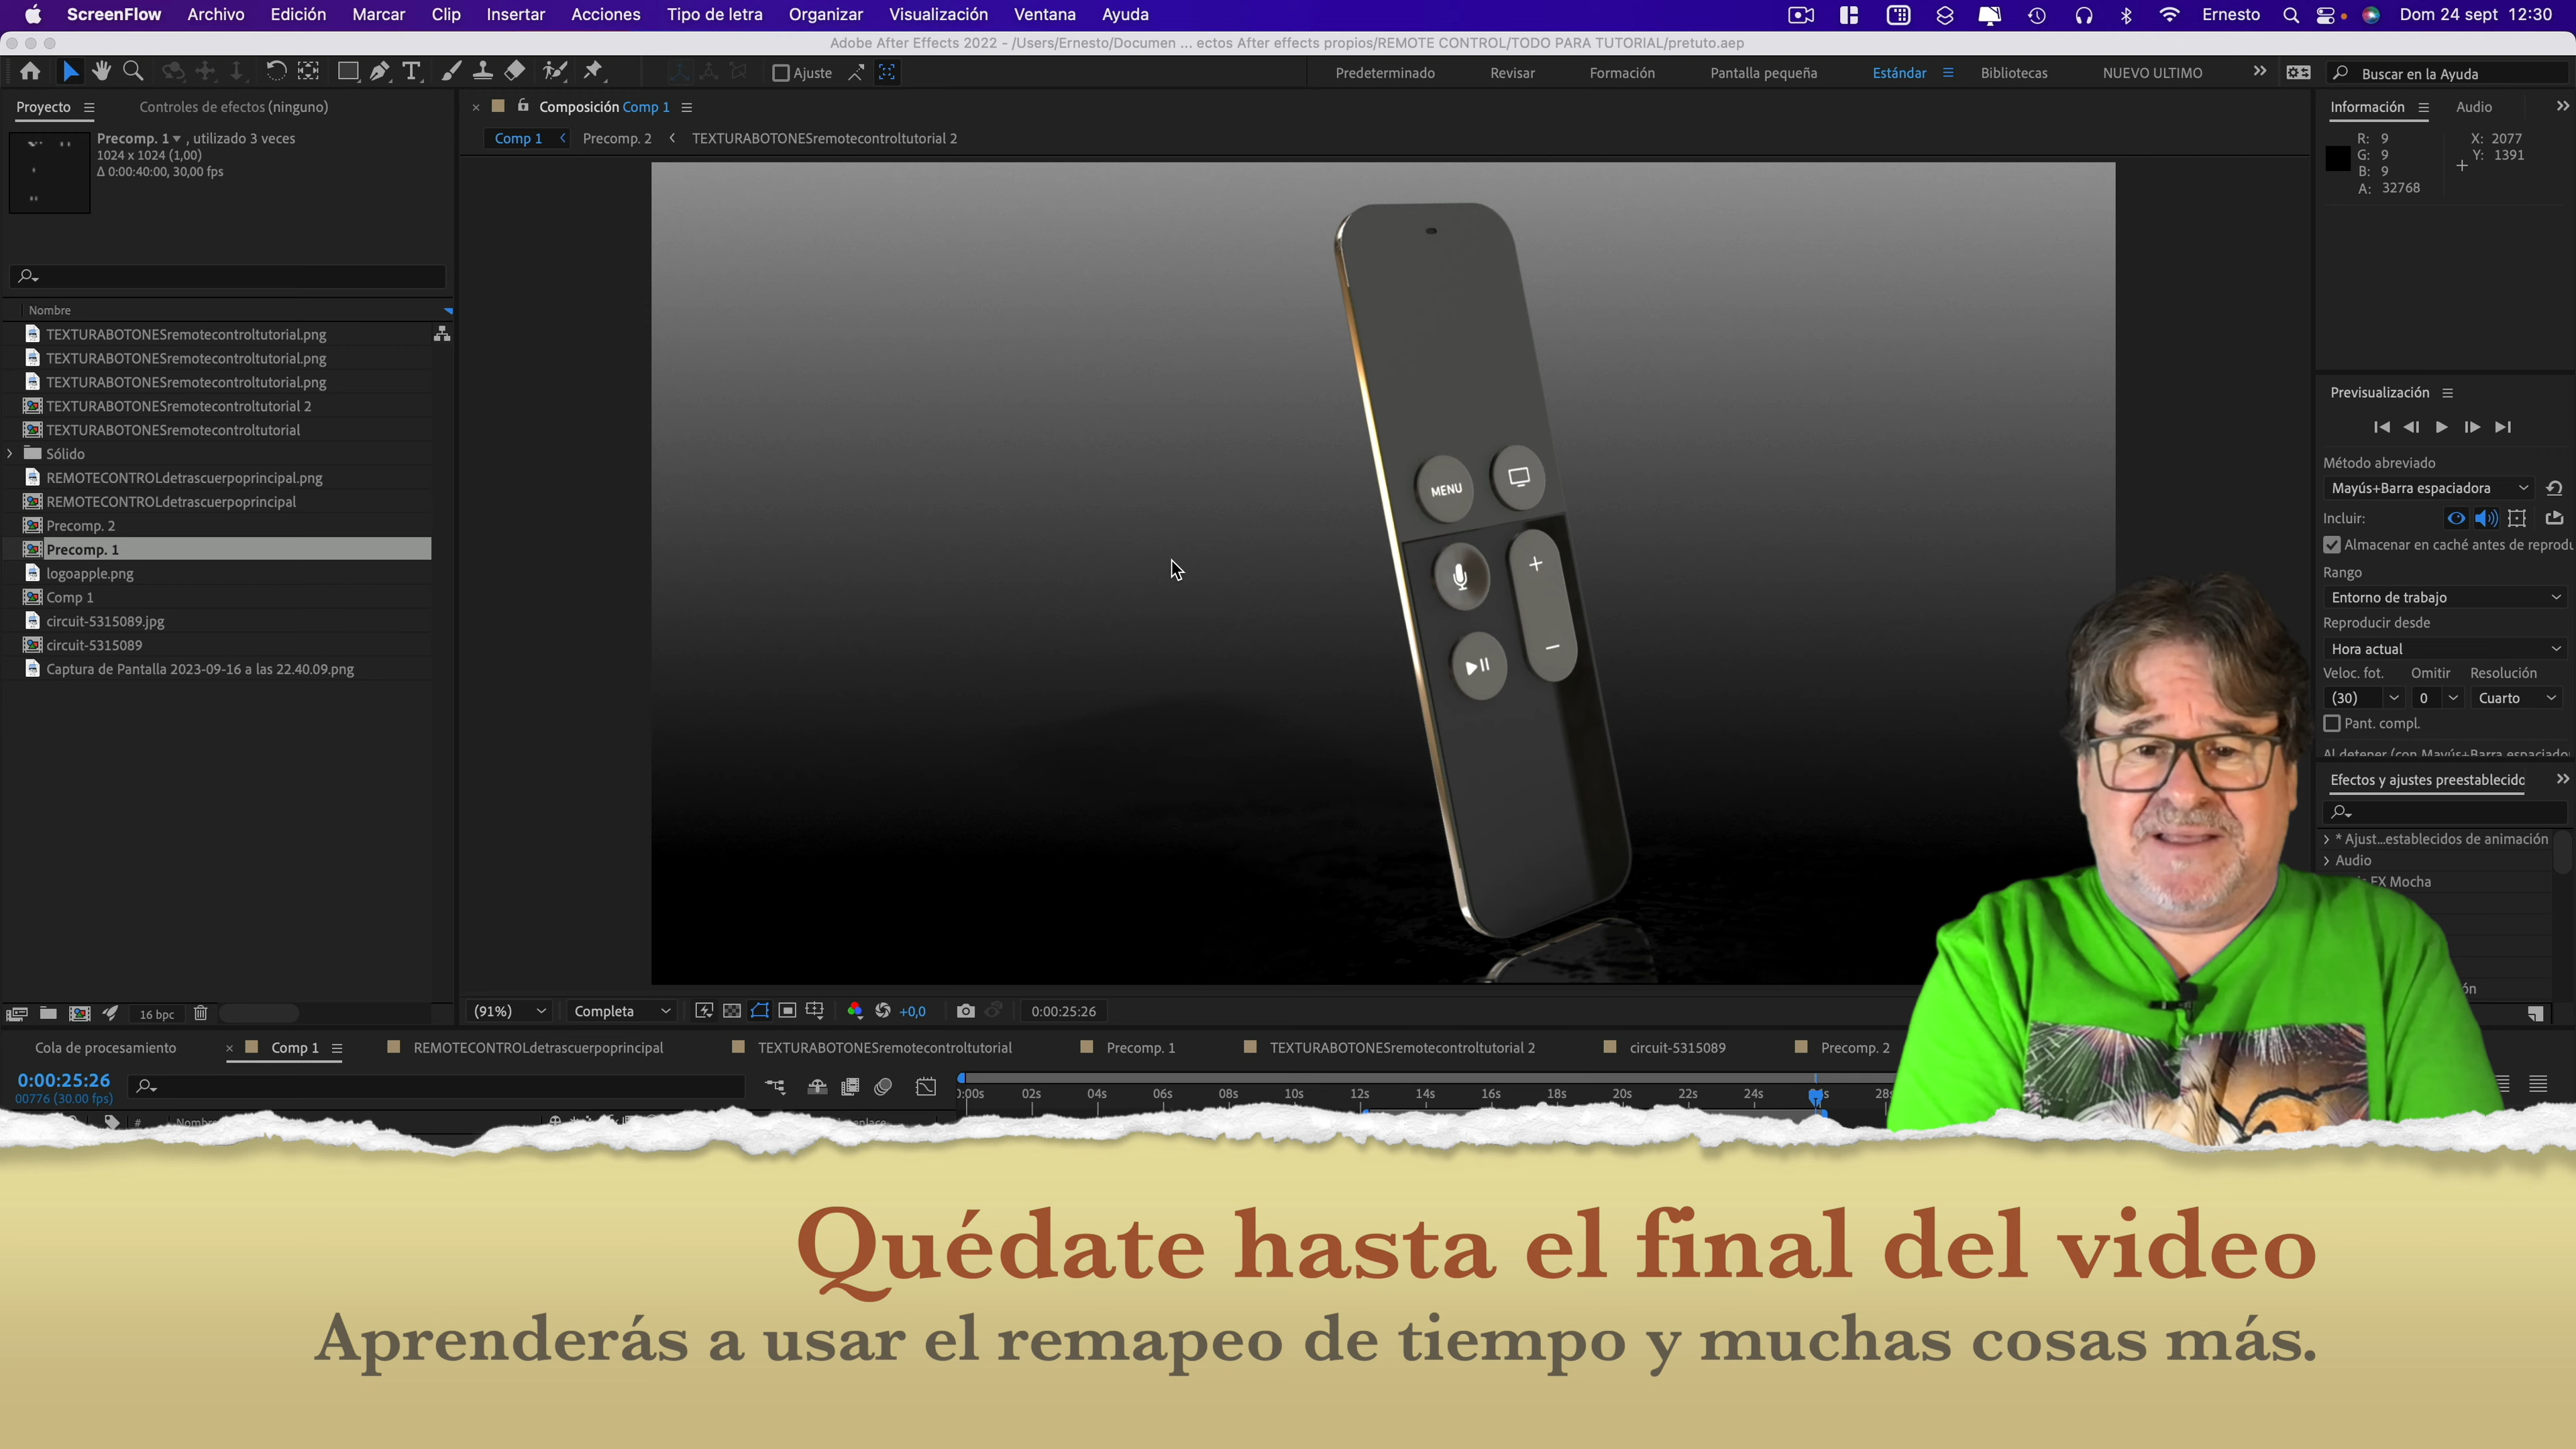 ScreenFlow Archivo Edición Marcar Clip Insertar Acciones Tipo de letra Organizar Visualización Ventana Ayuda Ernesto Dom 24 sept 12:30
Adobe After Effects 2022 - /Users/Ernesto/Documen ... ectos After effects propios/REMOTE CONTROL/TODO PARA TUTORIAL/pretuto.aep
Ajuste Predeterminado Revisar Formación Pantalla pequeña Estándar Bibliotecas NUEVO ULTIMO Buscar en la Ayuda
Proyecto Controles de efectos (ninguno)
Precomp. 1 , utilizado 3 veces
1024 x 1024 (1,00)
Δ 0:00:40:00, 30,00 fps
Nombre
TEXTURABOTONESremotecontroltutorial.png
TEXTURABOTONESremotecontroltutorial.png
TEXTURABOTONESremotecontroltutorial.png
TEXTURABOTONESremotecontroltutorial 2
TEXTURABOTONESremotecontroltutorial
Sólido
REMOTECONTROLdetrascuerpoprincipal.png
REMOTECONTROLdetrascuerpoprincipal
Precomp. 2
Precomp. 1
logoapple.png
Comp 1
circuit-5315089.jpg
circuit-5315089
Captura de Pantalla 2023-09-16 a las 22.40.09.png
16 bpc
Composición Comp 1
Comp 1 Precomp. 2 TEXTURABOTONESremotecontroltutorial 2
MENU
(91%) Completa +0,0 0:00:25:26
Información Audio
R: 9 X: 2077
G: 9 Y: 1391
B: 9
A: 32768
Previsualización
Método abreviado
Mayús+Barra espaciadora
Incluir:
Almacenar en caché antes de reprodu
Rango
Entorno de trabajo
Reproducir desde
Hora actual
Veloc. fot. Omitir Resolución
(30) 0 Cuarto
Pant. compl.
Al detener (con Mayús+Barra espaciado
Efectos y ajustes preestablecidc
* Ajust...establecidos de animación
Audio
FX Mocha
Cola de procesamiento Comp 1 REMOTECONTROLdetrascuerpoprincipal TEXTURABOTONESremotecontroltutorial Precomp. 1 TEXTURABOTONESremotecontroltutorial 2 circuit-5315089 Precomp. 2
0:00:25:26
00776 (30.00 fps)
0:00s 02s 04s 06s 08s 10s 12s 14s 16s 18s 20s 22s 24s
# Nombre
Quédate hasta el final del video
Aprenderás a usar el remapeo de tiempo y muchas cosas más.